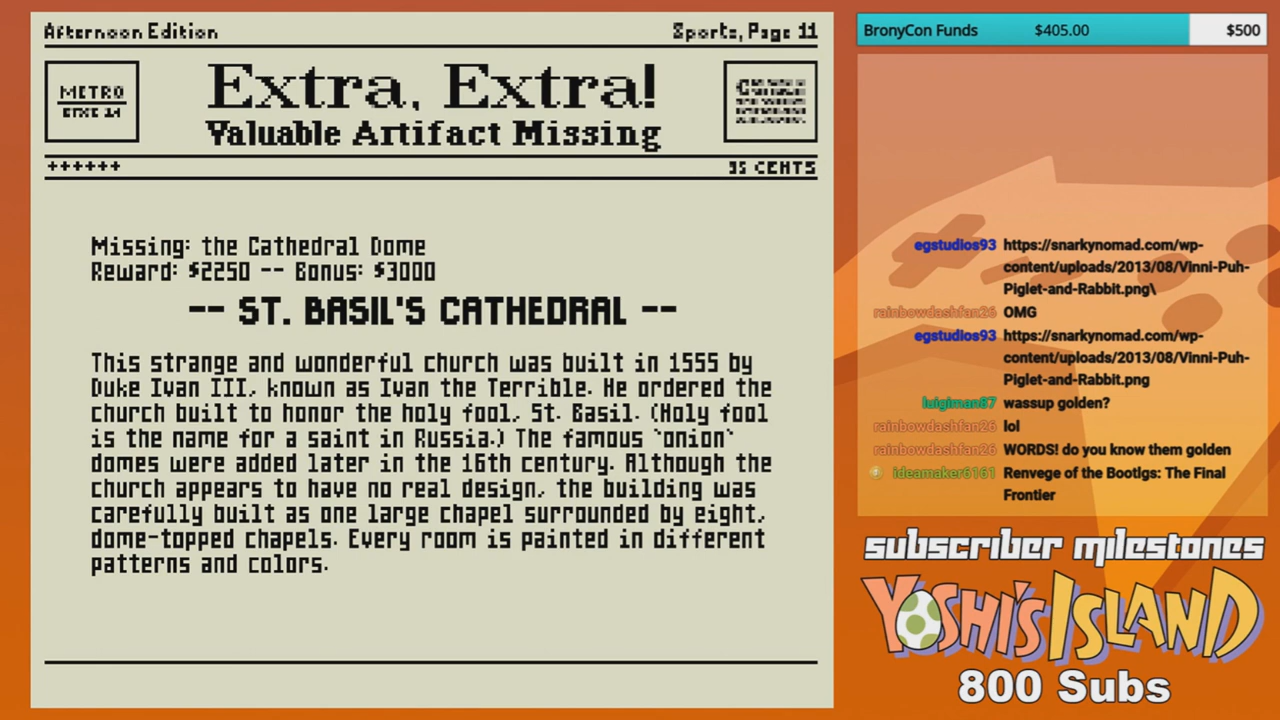 Afternoon Edition
Sports, Page 11
METRO
Extra, Extra!
Valuable Artifact Missing
++++++
35 CENTS
Missing: the Cathedral Dome
Reward: $2250 -- Bonus: $3000
-- ST. BASIL'S CATHEDRAL --
This strange and wonderful church was built in 1555 by
Duke Ivan III, known as Ivan the Terrible. He ordered the
church built to honor the holy fool, St. Basil. (Holy fool
is the name for a saint in Russia.) The famous `onion`
domes were added later in the 16th century. Although the
church appears to have no real design, the building was
carefully built as one large chapel surrounded by eight,
dome-topped chapels. Every room is painted in different
patterns and colors.
BronyCon Funds $405.00 $500
egstudios93 https://snarkynomad.com/wp-
content/uploads/2013/08/Vinni-Puh-
Piglet-and-Rabbit.png\
rainbowdashfan26 OMG
egstudios93 https://snarkynomad.com/wp-
content/uploads/2013/08/Vinni-Puh-
Piglet-and-Rabbit.png
luigiman87 wassup golden?
rainbowdashfan26 lol
rainbowdashfan26 WORDS! do you know them golden
ideamaker6161 Renvege of the Bootlgs: The Final
Frontier
subscriber milestones
YOSHI'S ISLAND
800 Subs